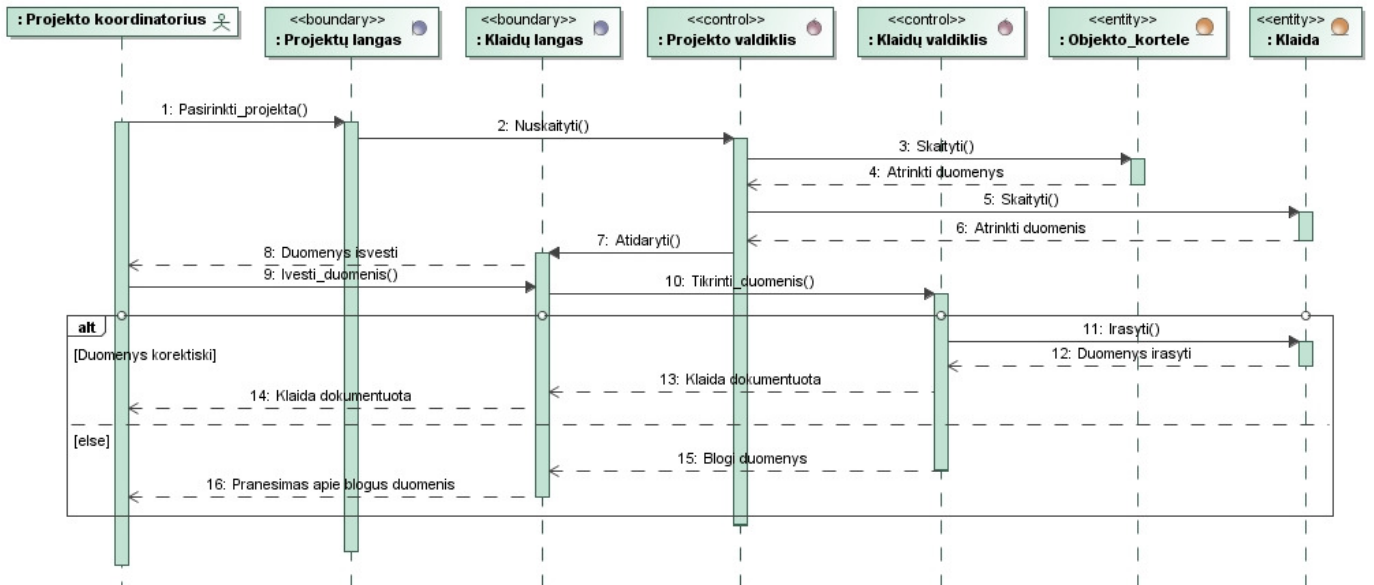 : Projekto koordinatorius
<<boundary>>
: Projektų langas
<<boundary>>
: Klaidų langas
<<control>>
: Projekto valdiklis
<<control>>
: Klaidų valdiklis
<<entity>>
: Objekto_kortele
<<entity>>
: Klaida
1: Pasirinkti_projekta()
2: Nuskaityti()
3: Skaityti()
4: Atrinkti duomenys
5: Skaityti()
6: Atrinkti duomenis
7: Atidaryti()
8: Duomenys isvesti
9: Ivesti_duomenis()
10: Tikrinti_duomenis()
alt
[Duomenys korektiski]
11: Irasyti()
12: Duomenys irasyti
13: Klaida dokumentuota
14: Klaida dokumentuota
[else]
15: Blogi duomenys
16: Pranesimas apie blogus duomenis